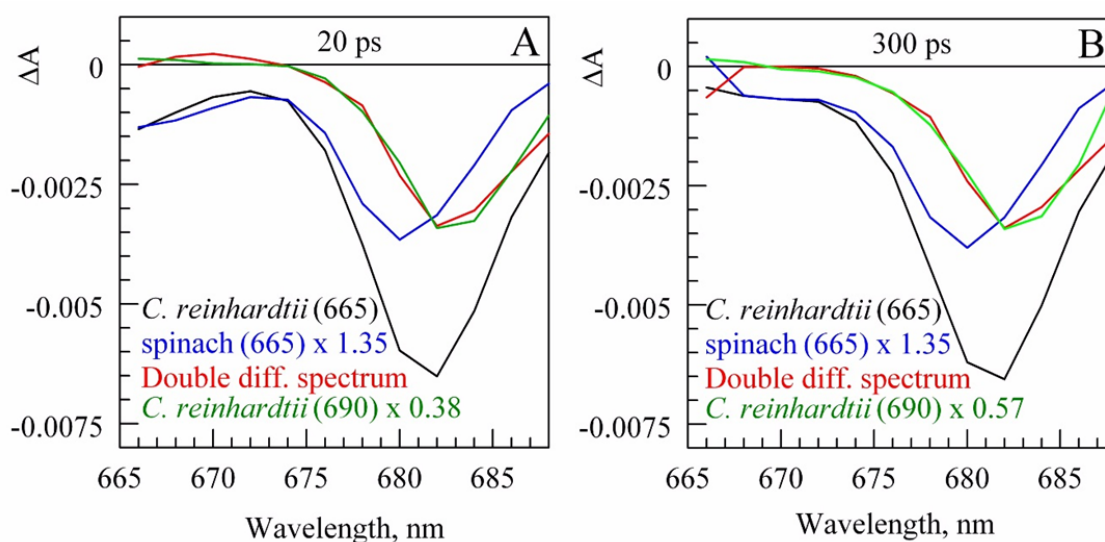 20 ps
A
ΔA
0
-0.0025
-0.005
-0.0075
C. reinhardtii (665)
spinach (665) x 1.35
Double diff. spectrum
C. reinhardtii (690) x 0.38
665 670 675 680 685
Wavelength, nm
300 ps
B
ΔA
0
-0.0025
-0.005
-0.0075
C. reinhardtii (665)
spinach (665) x 1.35
Double diff. spectrum
C. reinhardtii (690) x 0.57
665 670 675 680 685
Wavelength, nm